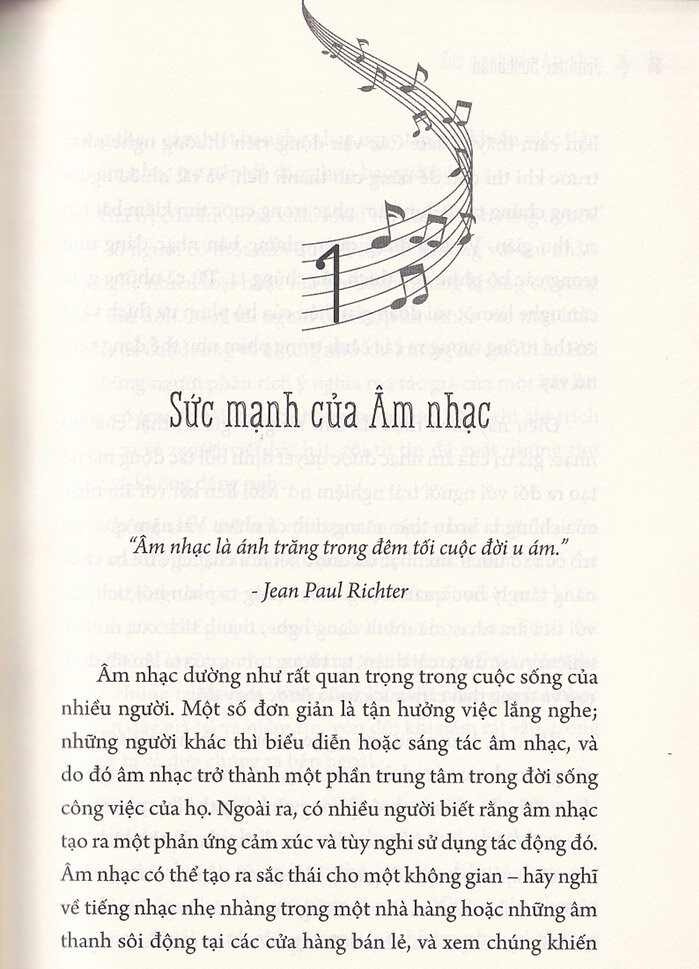 1
Sức mạnh của Âm nhạc
“Âm nhạc là ánh trăng trong đêm tối cuộc đời u ám.”
- Jean Paul Richter
Âm nhạc dường như rất quan trọng trong cuộc sống của
nhiều người. Một số đơn giản là tận hưởng việc lắng nghe;
những người khác thì biểu diễn hoặc sáng tác âm nhạc, và
do đó âm nhạc trở thành một phần trung tâm trong đời sống
công việc của họ. Ngoài ra, có nhiều người biết rằng âm nhạc
tạo ra một phản ứng cảm xúc và tùy nghi sử dụng tác động đó.
Âm nhạc có thể tạo ra sắc thái cho một không gian – hãy nghĩ
về tiếng nhạc nhẹ nhàng trong một nhà hàng hoặc những âm
thanh sôi động tại các cửa hàng bán lẻ, và xem chúng khiến